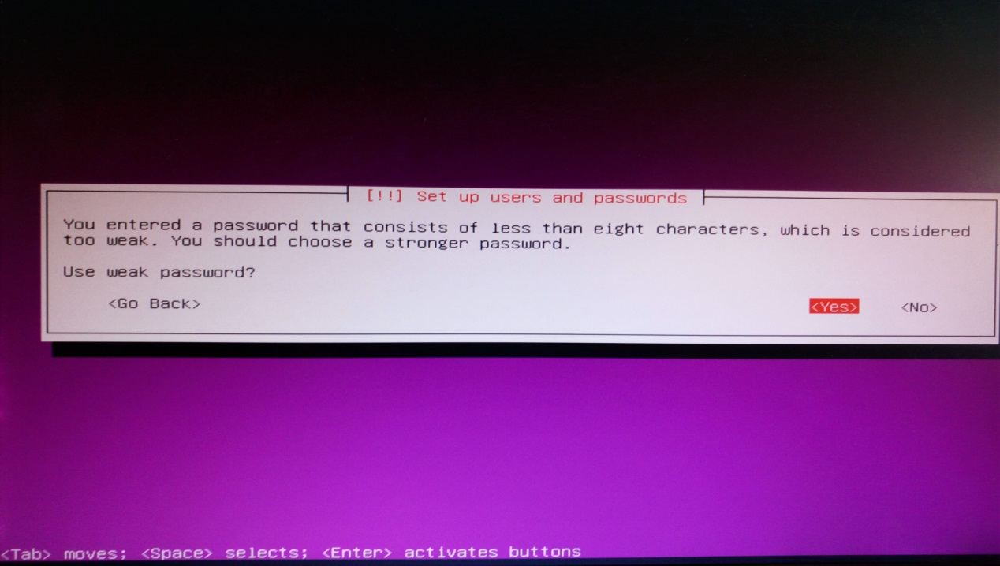 [!!] Set up users and passwords
You entered a password that consists of less than eight characters, which is considered
too weak. You should choose a stronger password.
Use weak password?
<Go Back> <Yes> <No>
<Tab> moves; <Space> selects; <Enter> activates buttons